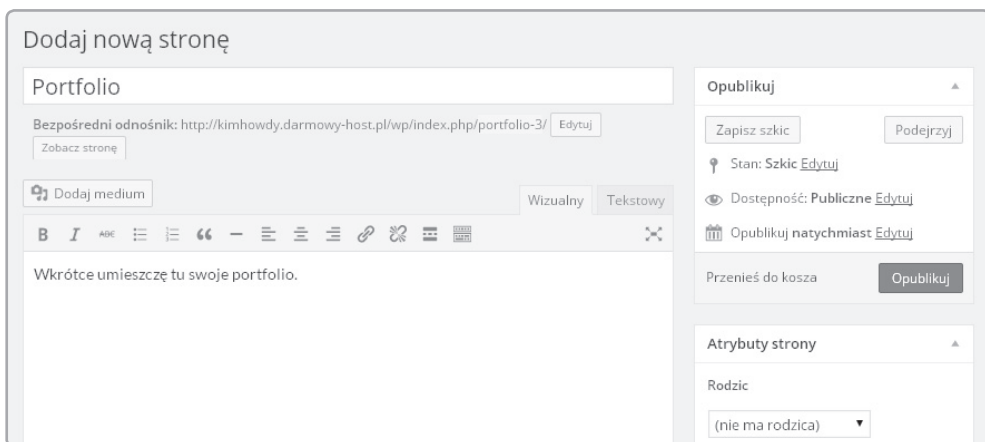 Dodaj nową stronę
Portfolio
Bezpośredni odnośnik: http://kimhowdy.darmowy-host.pl/wp/index.php/portfolio-3/ Edytuj
Zobacz stronę
Dodaj medium
Wizualny Tekstowy
B I ABC
Wkrótce umieszczę tu swoje portfolio.
Opublikuj
Zapisz szkic Podejrzyj
Stan: Szkic Edytuj
Dostępność: Publiczne Edytuj
Opublikuj natychmiast Edytuj
Przenieś do kosza Opublikuj
Atrybuty strony
Rodzic
(nie ma rodzica)